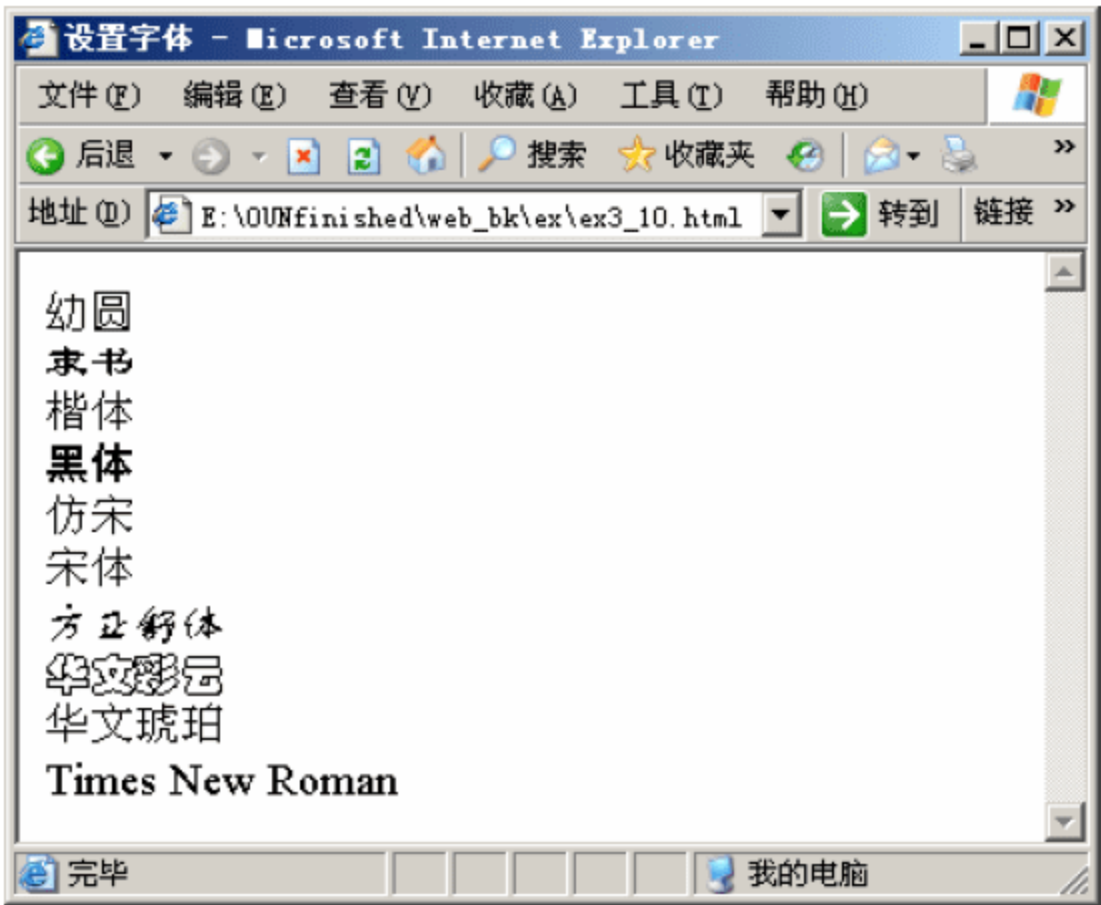 设置字体 - Microsoft Internet Explorer
文件(F) 编辑(E) 查看(V) 收藏(A) 工具(T) 帮助(H)
后退 搜索 收藏夹 »
地址(D) E:\OUNfinished\web_bk\ex\ex3_10.html 转到 链接 »
幼圆
隶书
楷体
黑体
仿宋
宋体
方正舒体
华文彩云
华文琥珀
Times New Roman
完毕 我的电脑